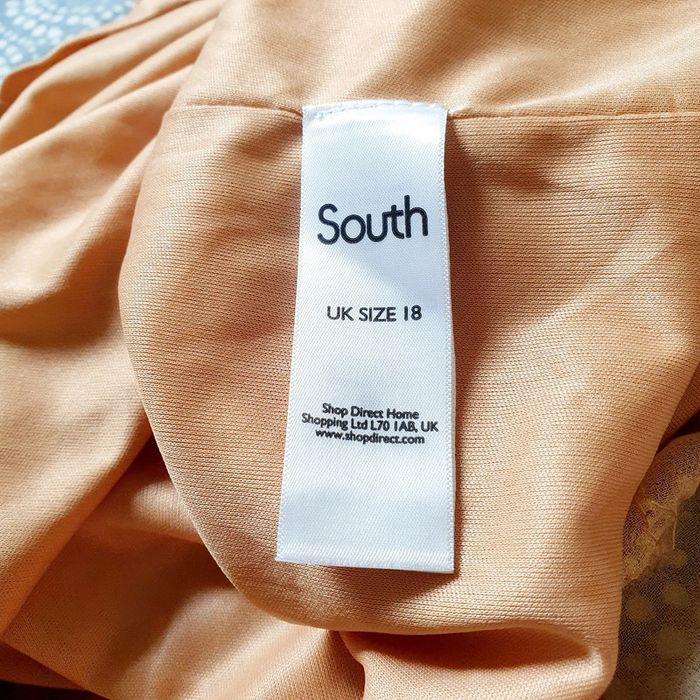 South
UK SIZE 18
Shop Direct Home
Shopping Ltd L70 1AB, UK
www.shopdirect.com